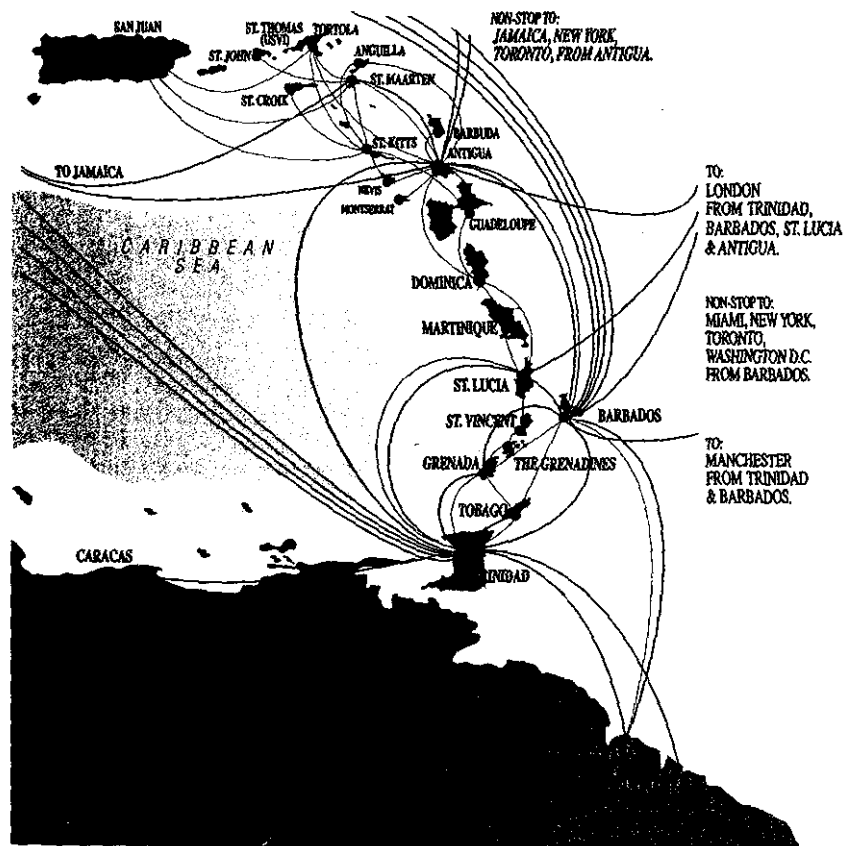 SAN JUAN
ST. THOMAS
(USVI)
TORTOLA
NON-STOP TO:
JAMAICA, NEW YORK,
TORONTO, FROM ANTIGUA.
ST. JOHN
ANGUILLA
ST. MAARTEN
ST. CROIX
BARBUDA
ST. KITTS
ANTIGUA
TO JAMAICA
NEVIS
MONTSERRAT
GUADELOUPE
TO:
LONDON
FROM TRINIDAD,
BARBADOS, ST. LUCIA
& ANTIGUA.
CARIBBEAN
SEA
DOMINICA
MARTINIQUE
NON-STOP TO:
MIAMI, NEW YORK,
TORONTO,
WASHINGTON D.C.
FROM BARBADOS.
ST. LUCIA
ST. VINCENT
BARBADOS
GRENADA
THE GRENADINES
TO:
MANCHESTER
FROM TRINIDAD
& BARBADOS.
TOBAGO
CARACAS
RINIDAD